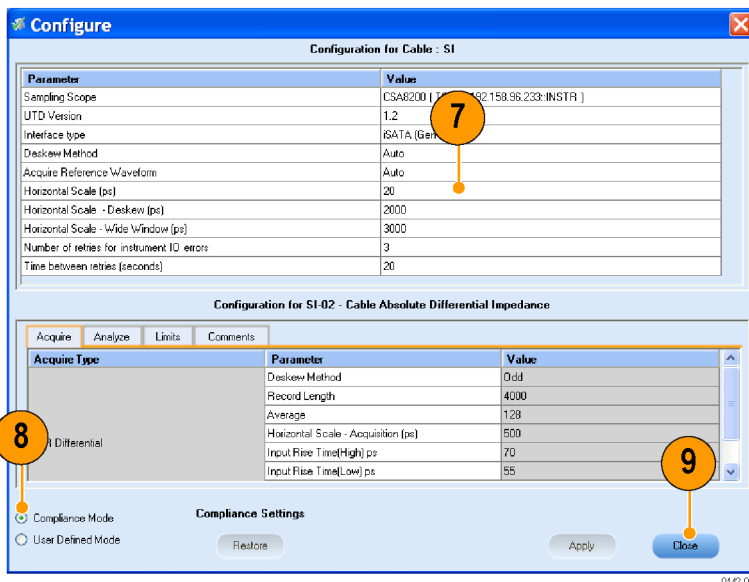 Configure
Configuration for Cable : SI
Parameter Value
Sampling Scope CSA8200 ( 92.158.96.233::INSTR )
UTD Version 1.2
Interface type iSATA
Deskew Method Auto
Acquire Reference Waveform Auto
Horizontal Scale (ps) 20
Horizontal Scale - Deskew (ps) 2000
Horizontal Scale - Wide Window (ps) 3000
Number of retries for instrument IO errors 3
Time between retries (seconds) 20
7
Configuration for SI-02 - Cable Absolute Differential Impedance
Acquire Analyze Limits Comments
Acquire Type Parameter Value
Deskew Method Odd
Record Length 4000
Average 128
Differential Horizontal Scale - Acquisition (ps) 500
Input Rise Time(High) ps 70
Input Rise Time(Low) ps 55
8
9
Compliance Mode Compliance Settings
User Defined Mode Restore Apply Close